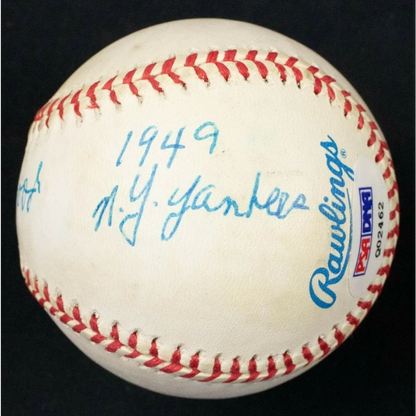 1949
N.Y. Yankees
Rawlings®
PSA/DNA
Q02462